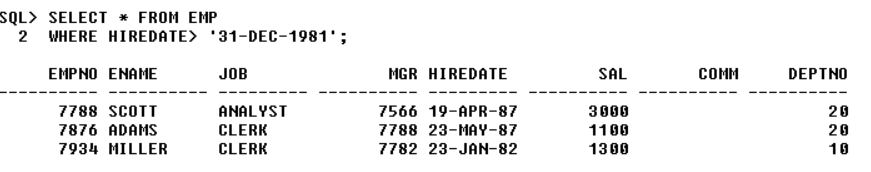 SQL> SELECT * FROM EMP
2 WHERE HIREDATE> '31-DEC-1981';
EMPNO ENAME JOB MGR HIREDATE SAL COMM DEPTNO
---------- ---------- --------- ---------- --------- ---------- ---------- ----------
7788 SCOTT ANALYST 7566 19-APR-87 3000 20
7876 ADAMS CLERK 7788 23-MAY-87 1100 20
7934 MILLER CLERK 7782 23-JAN-82 1300 10